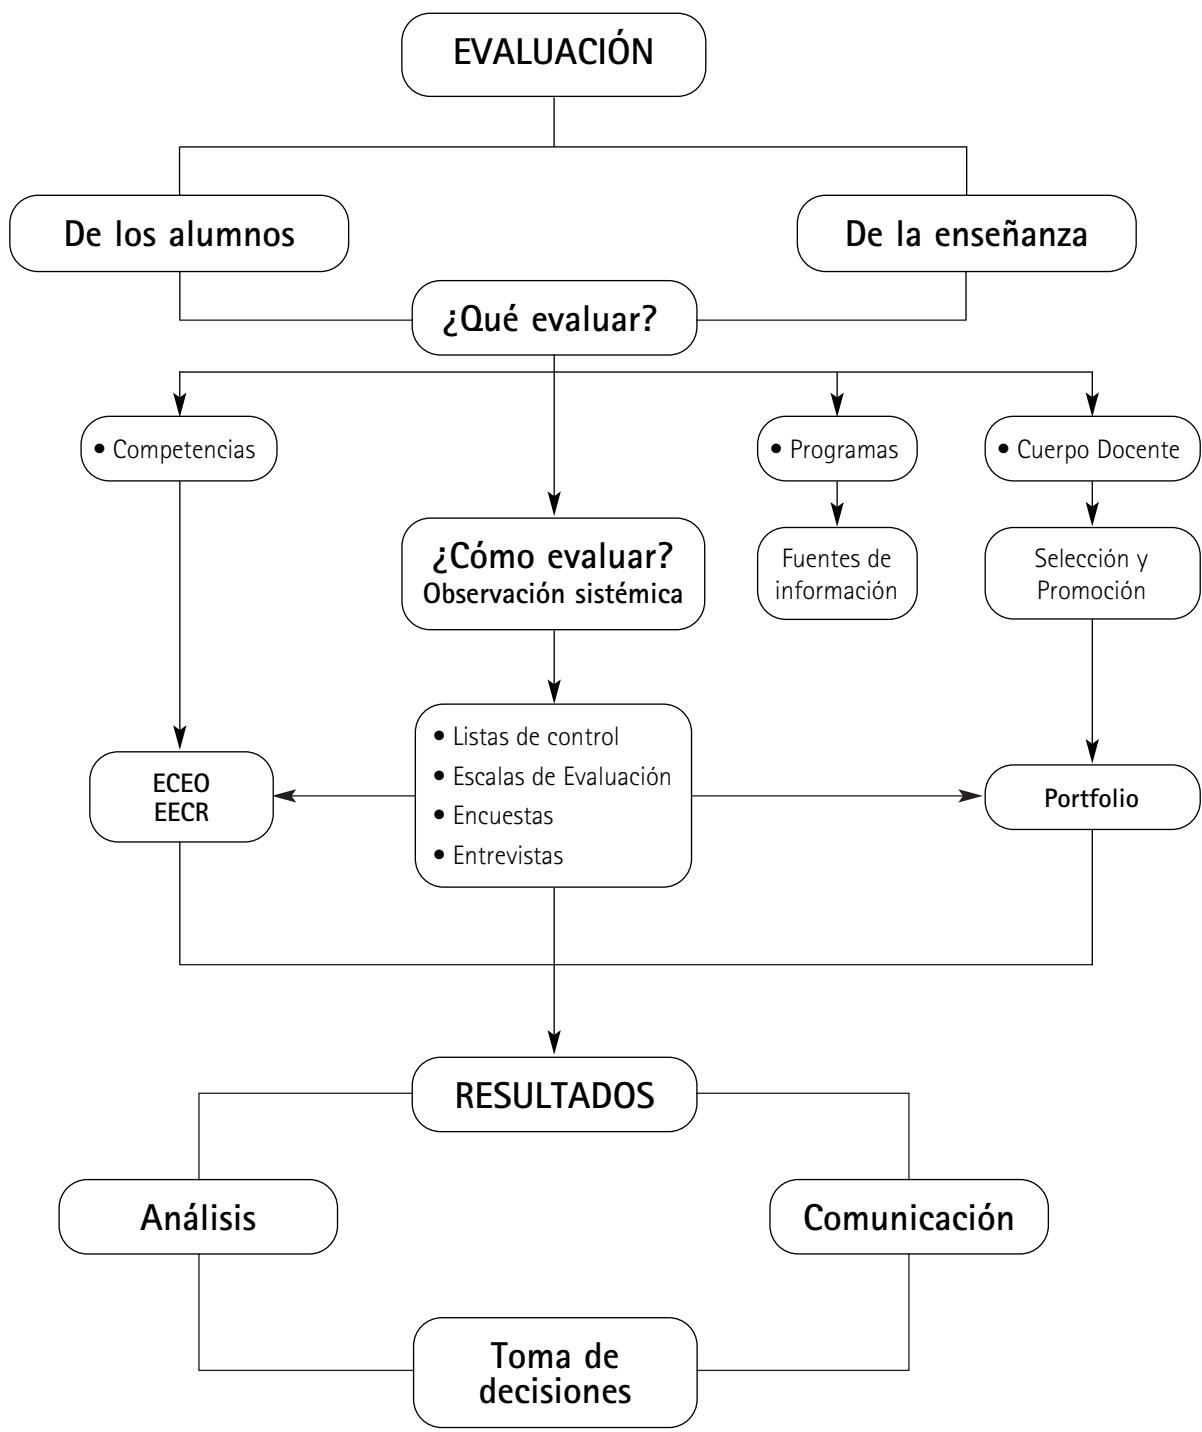 EVALUACIÓN
De los alumnos
De la enseñanza
¿Qué evaluar?
• Competencias
• Programas
• Cuerpo Docente
¿Cómo evaluar?
Observación sistémica
Fuentes de
información
Selección y
Promoción
• Listas de control
• Escalas de Evaluación
• Encuestas
• Entrevistas
ECEO
EECR
Portfolio
RESULTADOS
Análisis
Comunicación
Toma de
decisiones